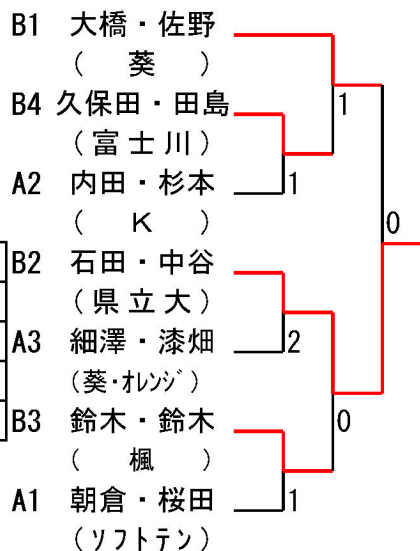 B1 大橋・佐野
( 葵 )
1
B4 久保田・田島
(富士川)
A2 内田・杉本
1
( K )
0
B2 石田・中谷
(県立大)
A3 細澤・漆畑
2
(葵・オレンジ)
B3 鈴木・鈴木
0
( 楓 )
A1 朝倉・桜田
1
(ソフトテン)